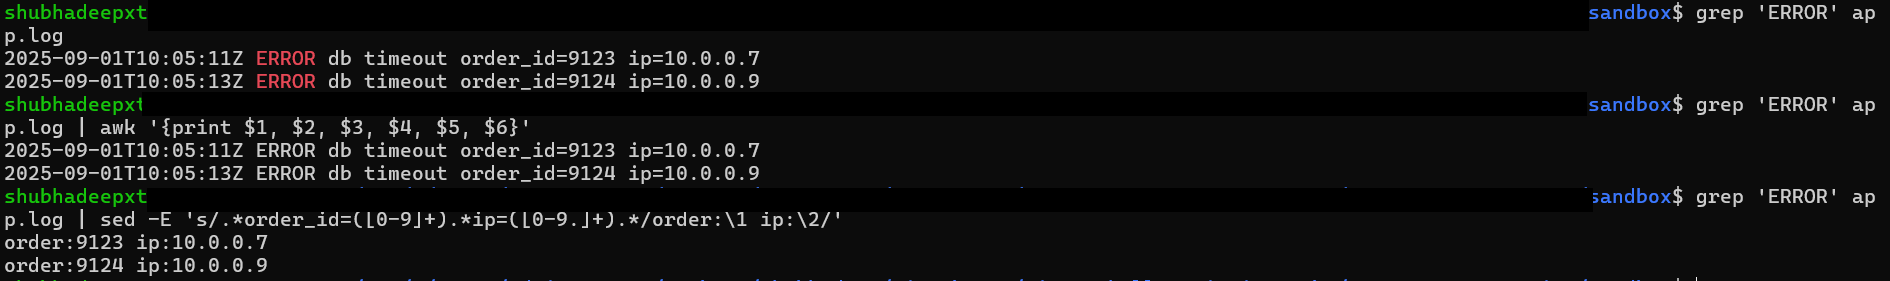 shubhadeepxt sandbox$ grep 'ERROR' ap
p.log
2025-09-01T10:05:11Z ERROR db timeout order_id=9123 ip=10.0.0.7
2025-09-01T10:05:13Z ERROR db timeout order_id=9124 ip=10.0.0.9
shubhadeepxt sandbox$ grep 'ERROR' ap
p.log | awk '{print $1, $2, $3, $4, $5, $6}'
2025-09-01T10:05:11Z ERROR db timeout order_id=9123 ip=10.0.0.7
2025-09-01T10:05:13Z ERROR db timeout order_id=9124 ip=10.0.0.9
shubhadeepxt sandbox$ grep 'ERROR' ap
p.log | sed -E 's/.*order_id=([0-9]+).*ip=([0-9.]+).*/order:\1 ip:\2/'
order:9123 ip:10.0.0.7
order:9124 ip:10.0.0.9